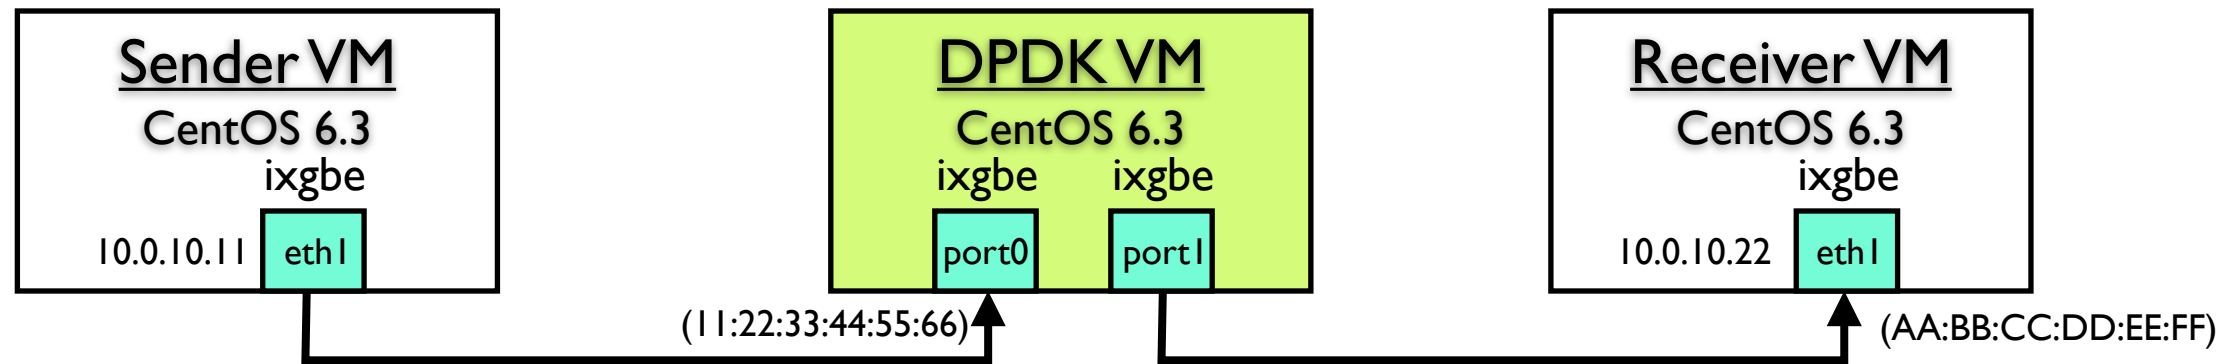 Sender VM
CentOS 6.3
ixgbe
10.0.10.11
eth1
DPDK VM
CentOS 6.3
ixgbe
ixgbe
port0
port1
(11:22:33:44:55:66)
Receiver VM
CentOS 6.3
ixgbe
10.0.10.22
eth1
(AA:BB:CC:DD:EE:FF)